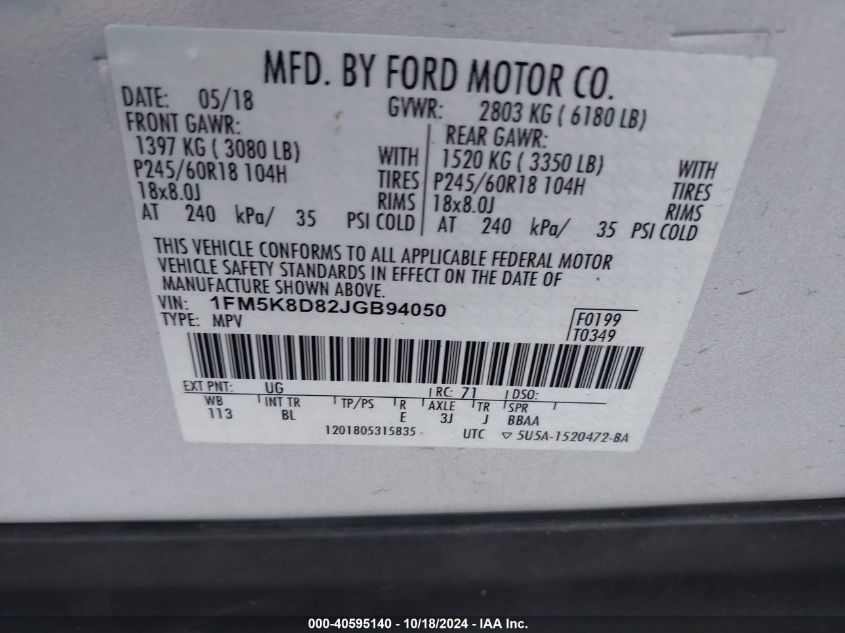 MFD. BY FORD MOTOR CO.
DATE: 05/18 GVWR: 2803 KG ( 6180 LB)
FRONT GAWR: REAR GAWR:
1397 KG ( 3080 LB) WITH 1520 KG ( 3350 LB) WITH
P245/60R18 104H TIRES P245/60R18 104H TIRES
18x8.0J RIMS 18x8.0J RIMS
AT 240 kPa/ 35 PSI COLD AT 240 kPa/ 35 PSI COLD
THIS VEHICLE CONFORMS TO ALL APPLICABLE FEDERAL MOTOR
VEHICLE SAFETY STANDARDS IN EFFECT ON THE DATE OF
MANUFACTURE SHOWN ABOVE.
VIN: 1FM5K8D82JGB94050 F0199
TYPE: MPV T0349
EXT PNT: UG RC: 71 DSO:
WB INT TR TP/PS R AXLE TR SPR
113 BL E 3J J BBAA
1201805315835 UTC ▽ 5U5A-1520472-BA
000-40595140 - 10/18/2024 - IAA Inc.